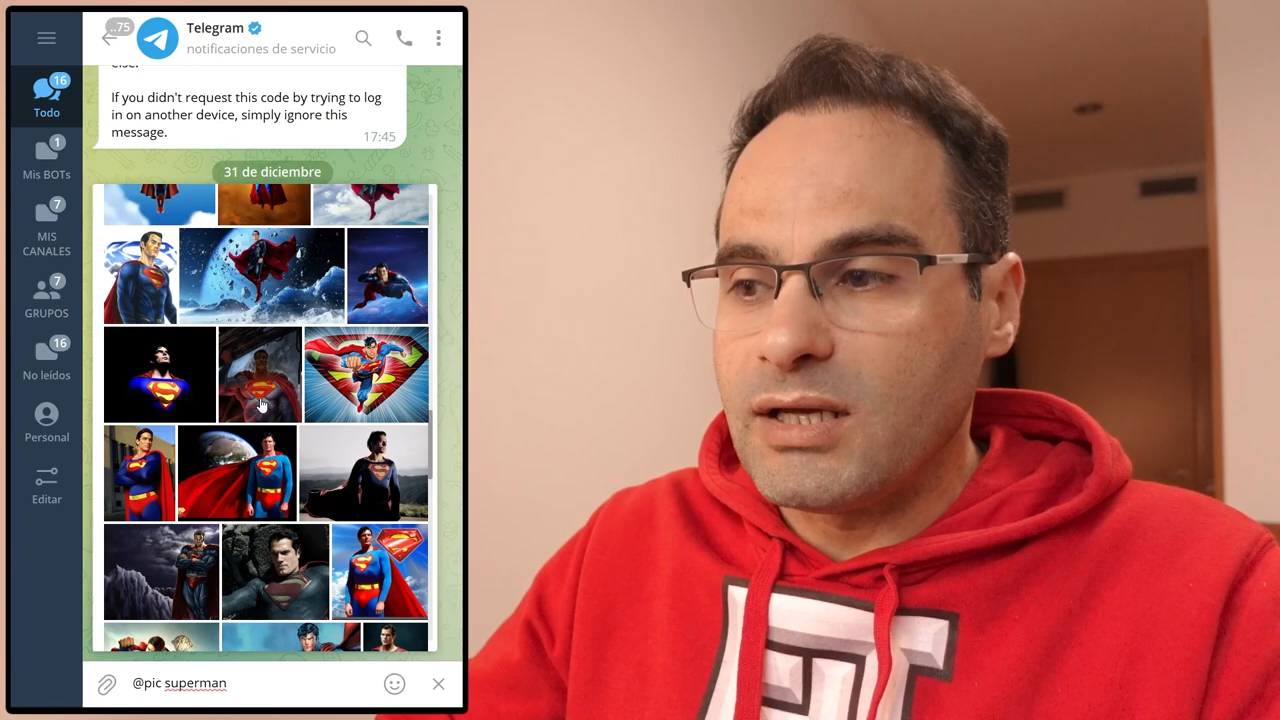 ..75
Telegram
notificaciones de servicio
else.
If you didn't request this code by trying to log
in on another device, simply ignore this
message.
17:45
31 de diciembre
16
Todo
1
Mis BOTs
7
MIS
CANALES
7
GRUPOS
16
No leídos
Personal
Editar
@pic superman